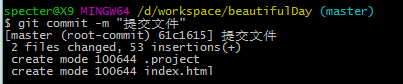 specter@X9 MINGW64 /d/workspace/beautifulDay (master)
$ git commit -m "提交文件"
[master (root-commit) 61c1615] 提交文件
 2 files changed, 53 insertions(+)
 create mode 100644 .project
 create mode 100644 index.html